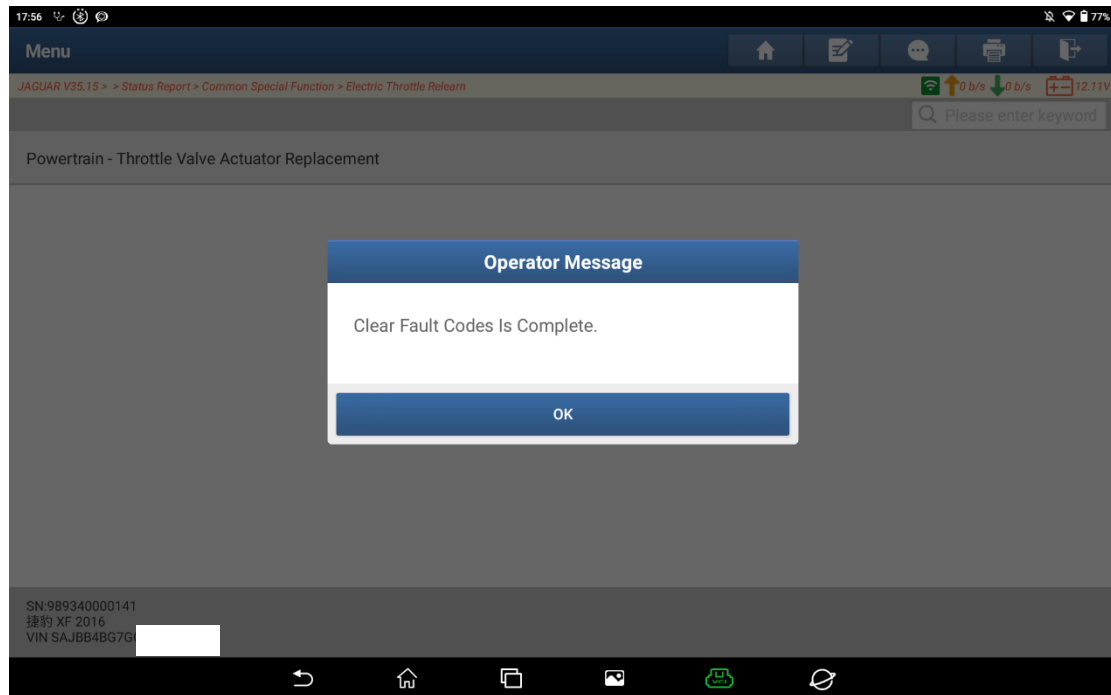 17:56
77%
Menu
JAGUAR V35.15 > > Status Report > Common Special Function > Electric Throttle Relearn
0 b/s 0 b/s 12.11V
Please enter keyword
Powertrain - Throttle Valve Actuator Replacement
Operator Message
Clear Fault Codes Is Complete.
OK
SN:989340000141
捷豹 XF 2016
VIN SAJBB4BG7G
VCI